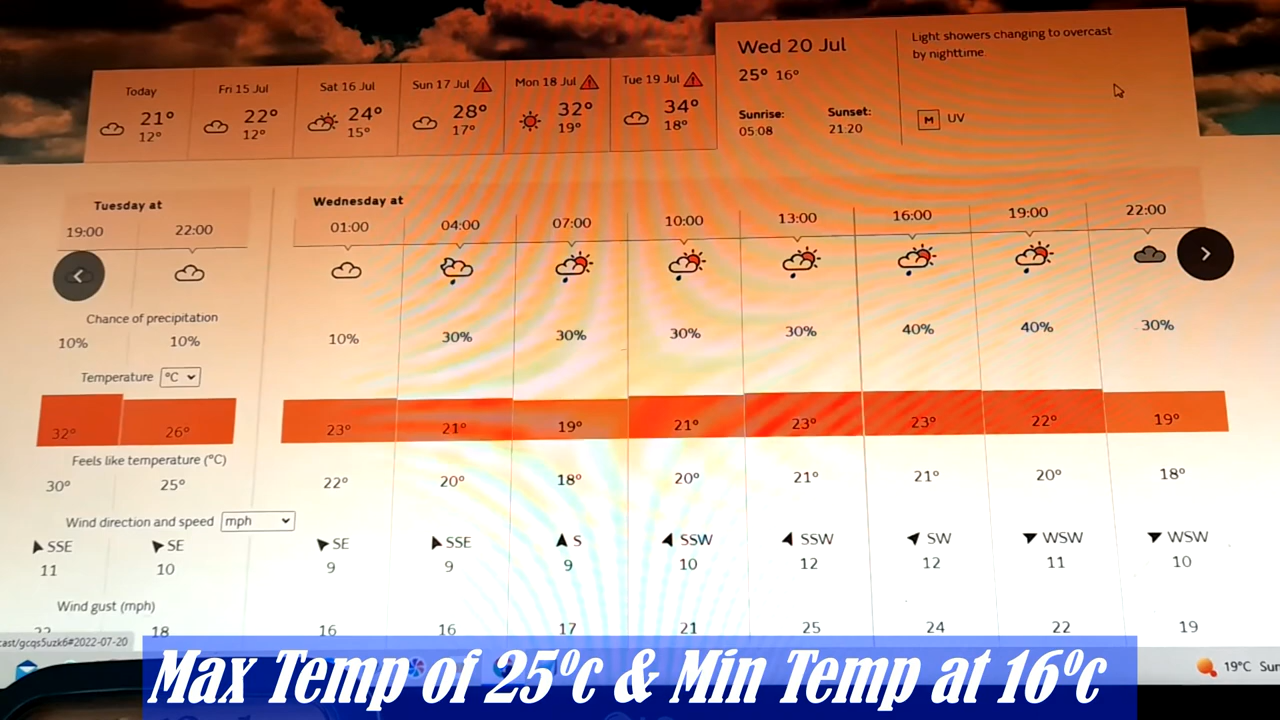 Today
21°
12°
Fri 15 Jul
22°
12°
Sat 16 Jul
24°
15°
Sun 17 Jul
28°
17°
Mon 18 Jul
32°
19°
Tue 19 Jul
34°
18°
Wed 20 Jul
25° 16°
Sunrise:
05:08
Sunset:
21:20
Light showers changing to overcast
by nighttime.
M UV
Tuesday at
Wednesday at
19:00 22:00 01:00 04:00 07:00 10:00 13:00 16:00 19:00 22:00
Chance of precipitation
10% 10% 10% 30% 30% 30% 30% 40% 40% 30%
Temperature °C
32° 26° 23° 21° 19° 21° 23° 23° 22° 19°
Feels like temperature (°C)
30° 25° 22° 20° 18° 20° 21° 21° 20° 18°
Wind direction and speed mph
SSE SE SE SSE S SSW SSW SW WSW WSW
11 10 9 9 9 10 12 12 11 10
Wind gust (mph)
22 18 16 16 17 21 25 24 22 19
ast/gcqs5uzk6#2022-07-20
19°C Sun
Max Temp of 25ºc & Min Temp at 16ºc